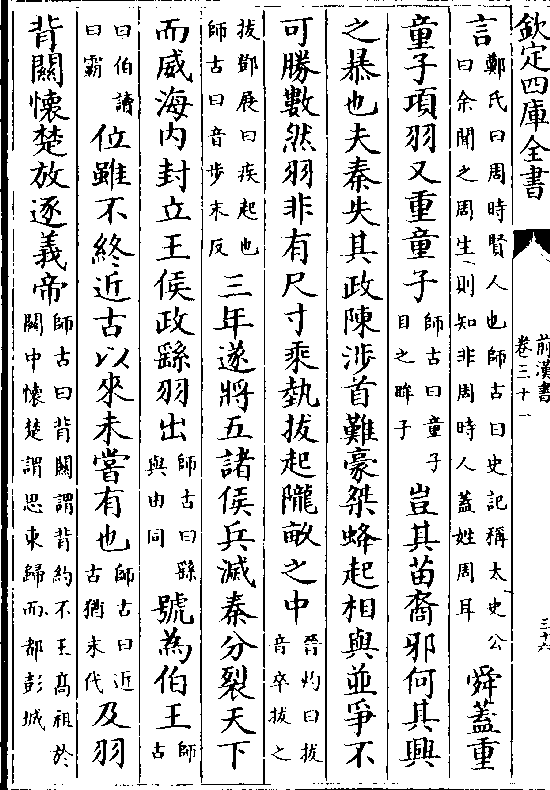 欽定四庫全書
前漢書
卷三十一
三十六
言鄭氏曰周時賢人也師古曰史記稱太史公曰余聞之周生則知非周時人蓋姓周耳舜蓋重
童子項羽又重童子師古曰童子目之眸子豈其苗裔邪何其興
之暴也夫秦失其政陳涉首難豪桀蜂起相與並爭不
可勝數然羽非有尺寸乘埶拔起隴畝之中晉灼曰拔音卒拔之
拔鄧展曰疾起也師古曰音步末反三年遂將五諸侯兵滅秦分裂天下
而威海内封立王侯政繇羽出師古曰繇與由同號為伯王師古
曰伯讀曰霸位雖不終近古以來未嘗有也師古曰近古猶末代及羽
背關懷楚放逐義帝師古曰背關謂背約不王高祖於關中懷楚謂思東歸而都彭城